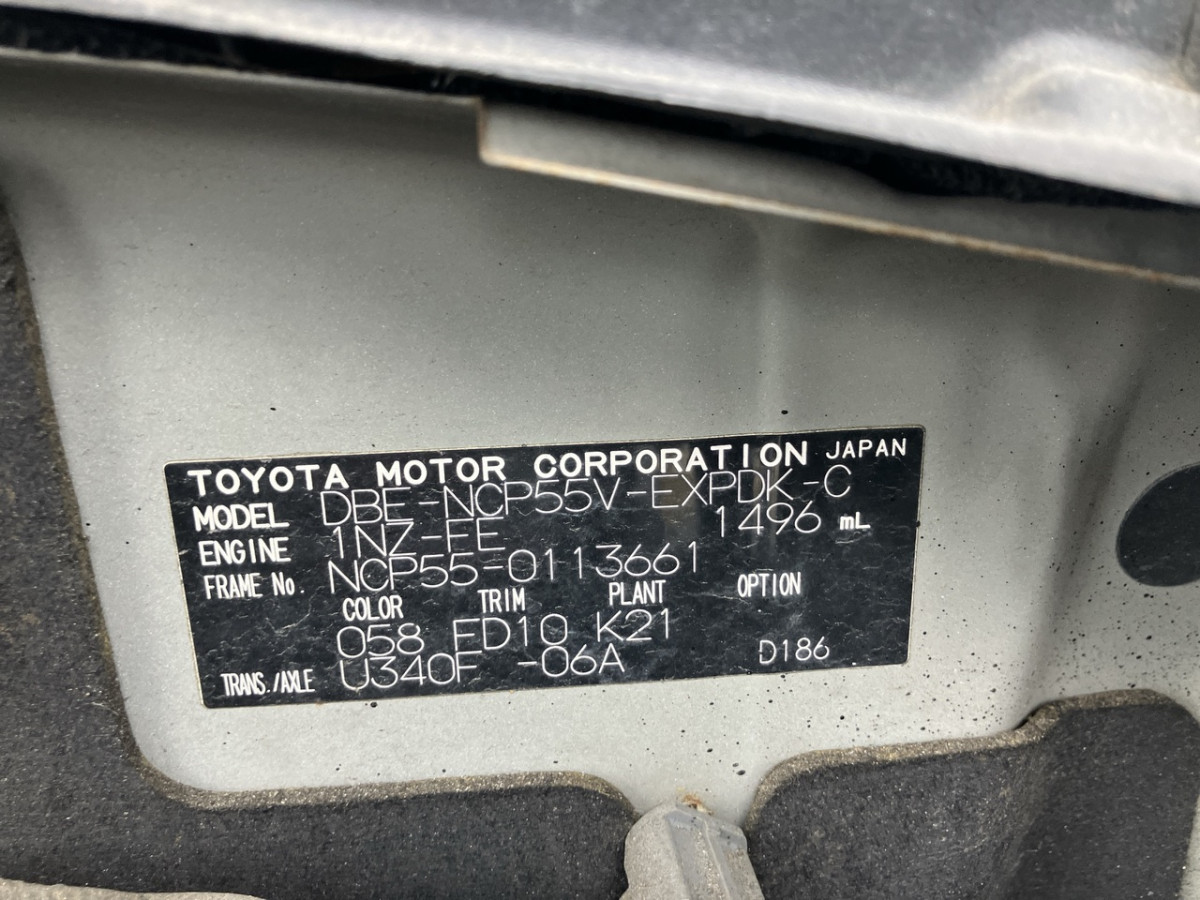 TOYOTA MOTOR CORPORATION JAPAN
MODEL DBE-NCP55V-EXPDK-C
ENGINE 1NZ-FE 1496 mL
FRAME No. NCP55-0113661
COLOR TRIM PLANT OPTION
058 FD10 K21
TRANS./AXLE U340F -06A D186